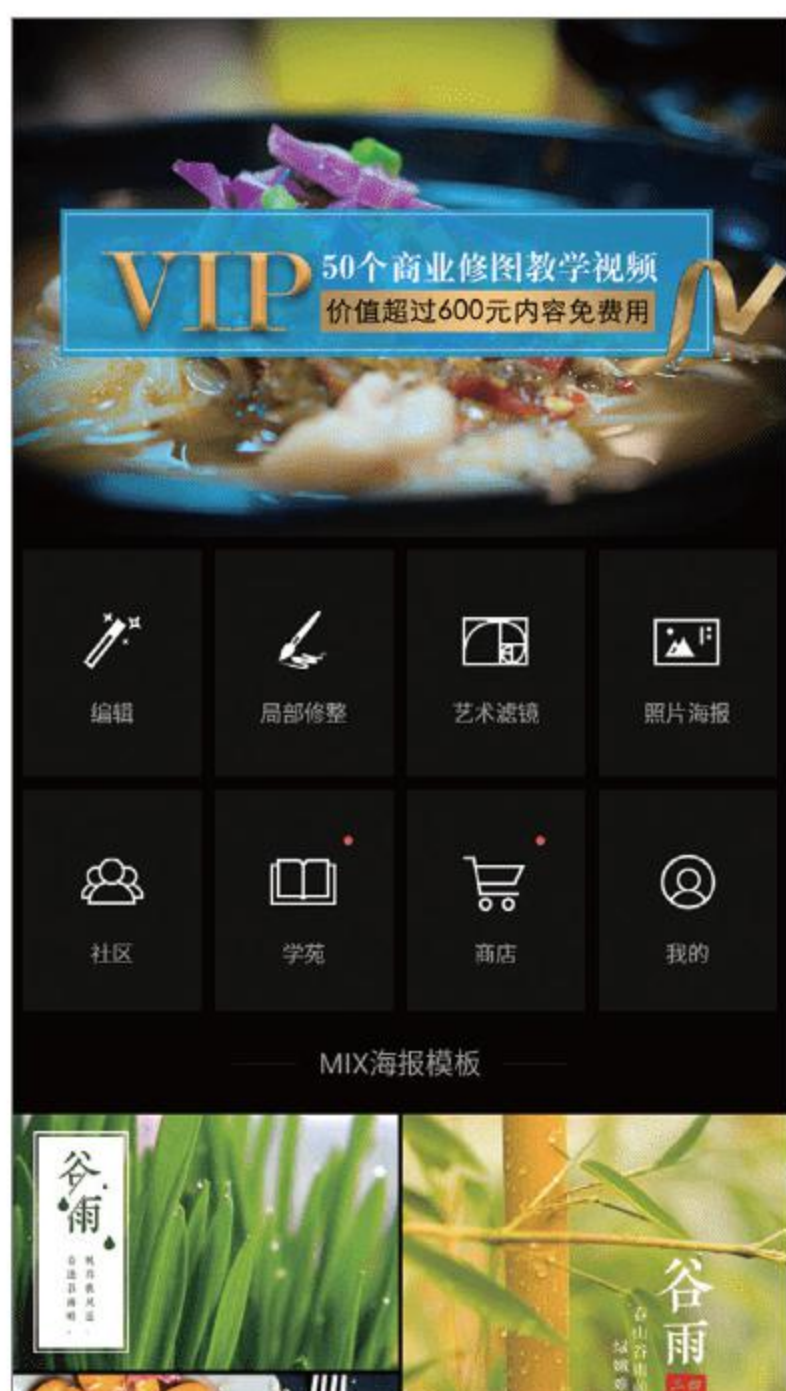 VIP
50个商业修图教学视频
价值超过600元内容免费用
编辑
局部修整
艺术滤镜
照片海报
社区
学苑
商店
我的
MIX海报模板
谷雨
谷雨